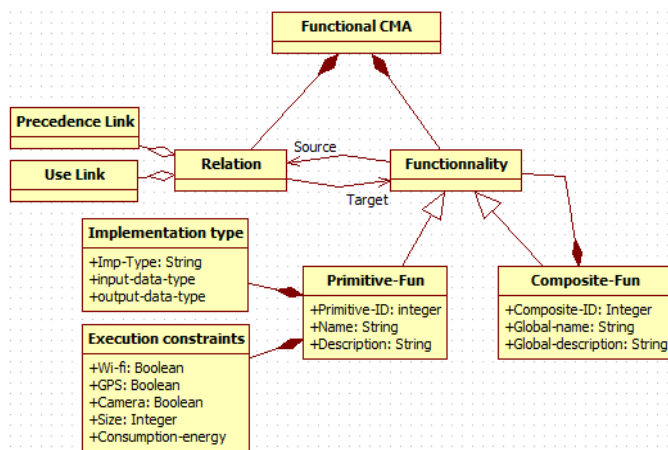 Functional CMA
Precedence Link
Use Link
Relation
Source
Target
Functionnality
Implementation type
+Imp-Type: String
+input-data-type
+output-data-type
Primitive-Fun
+Primitive-ID: integer
+Name: String
+Description: String
Composite-Fun
+Composite-ID: Integer
+Global-name: String
+Global-description: String
Execution constraints
+Wi-fi: Boolean
+GPS: Boolean
+Camera: Boolean
+Size: Integer
+Consumption-energy